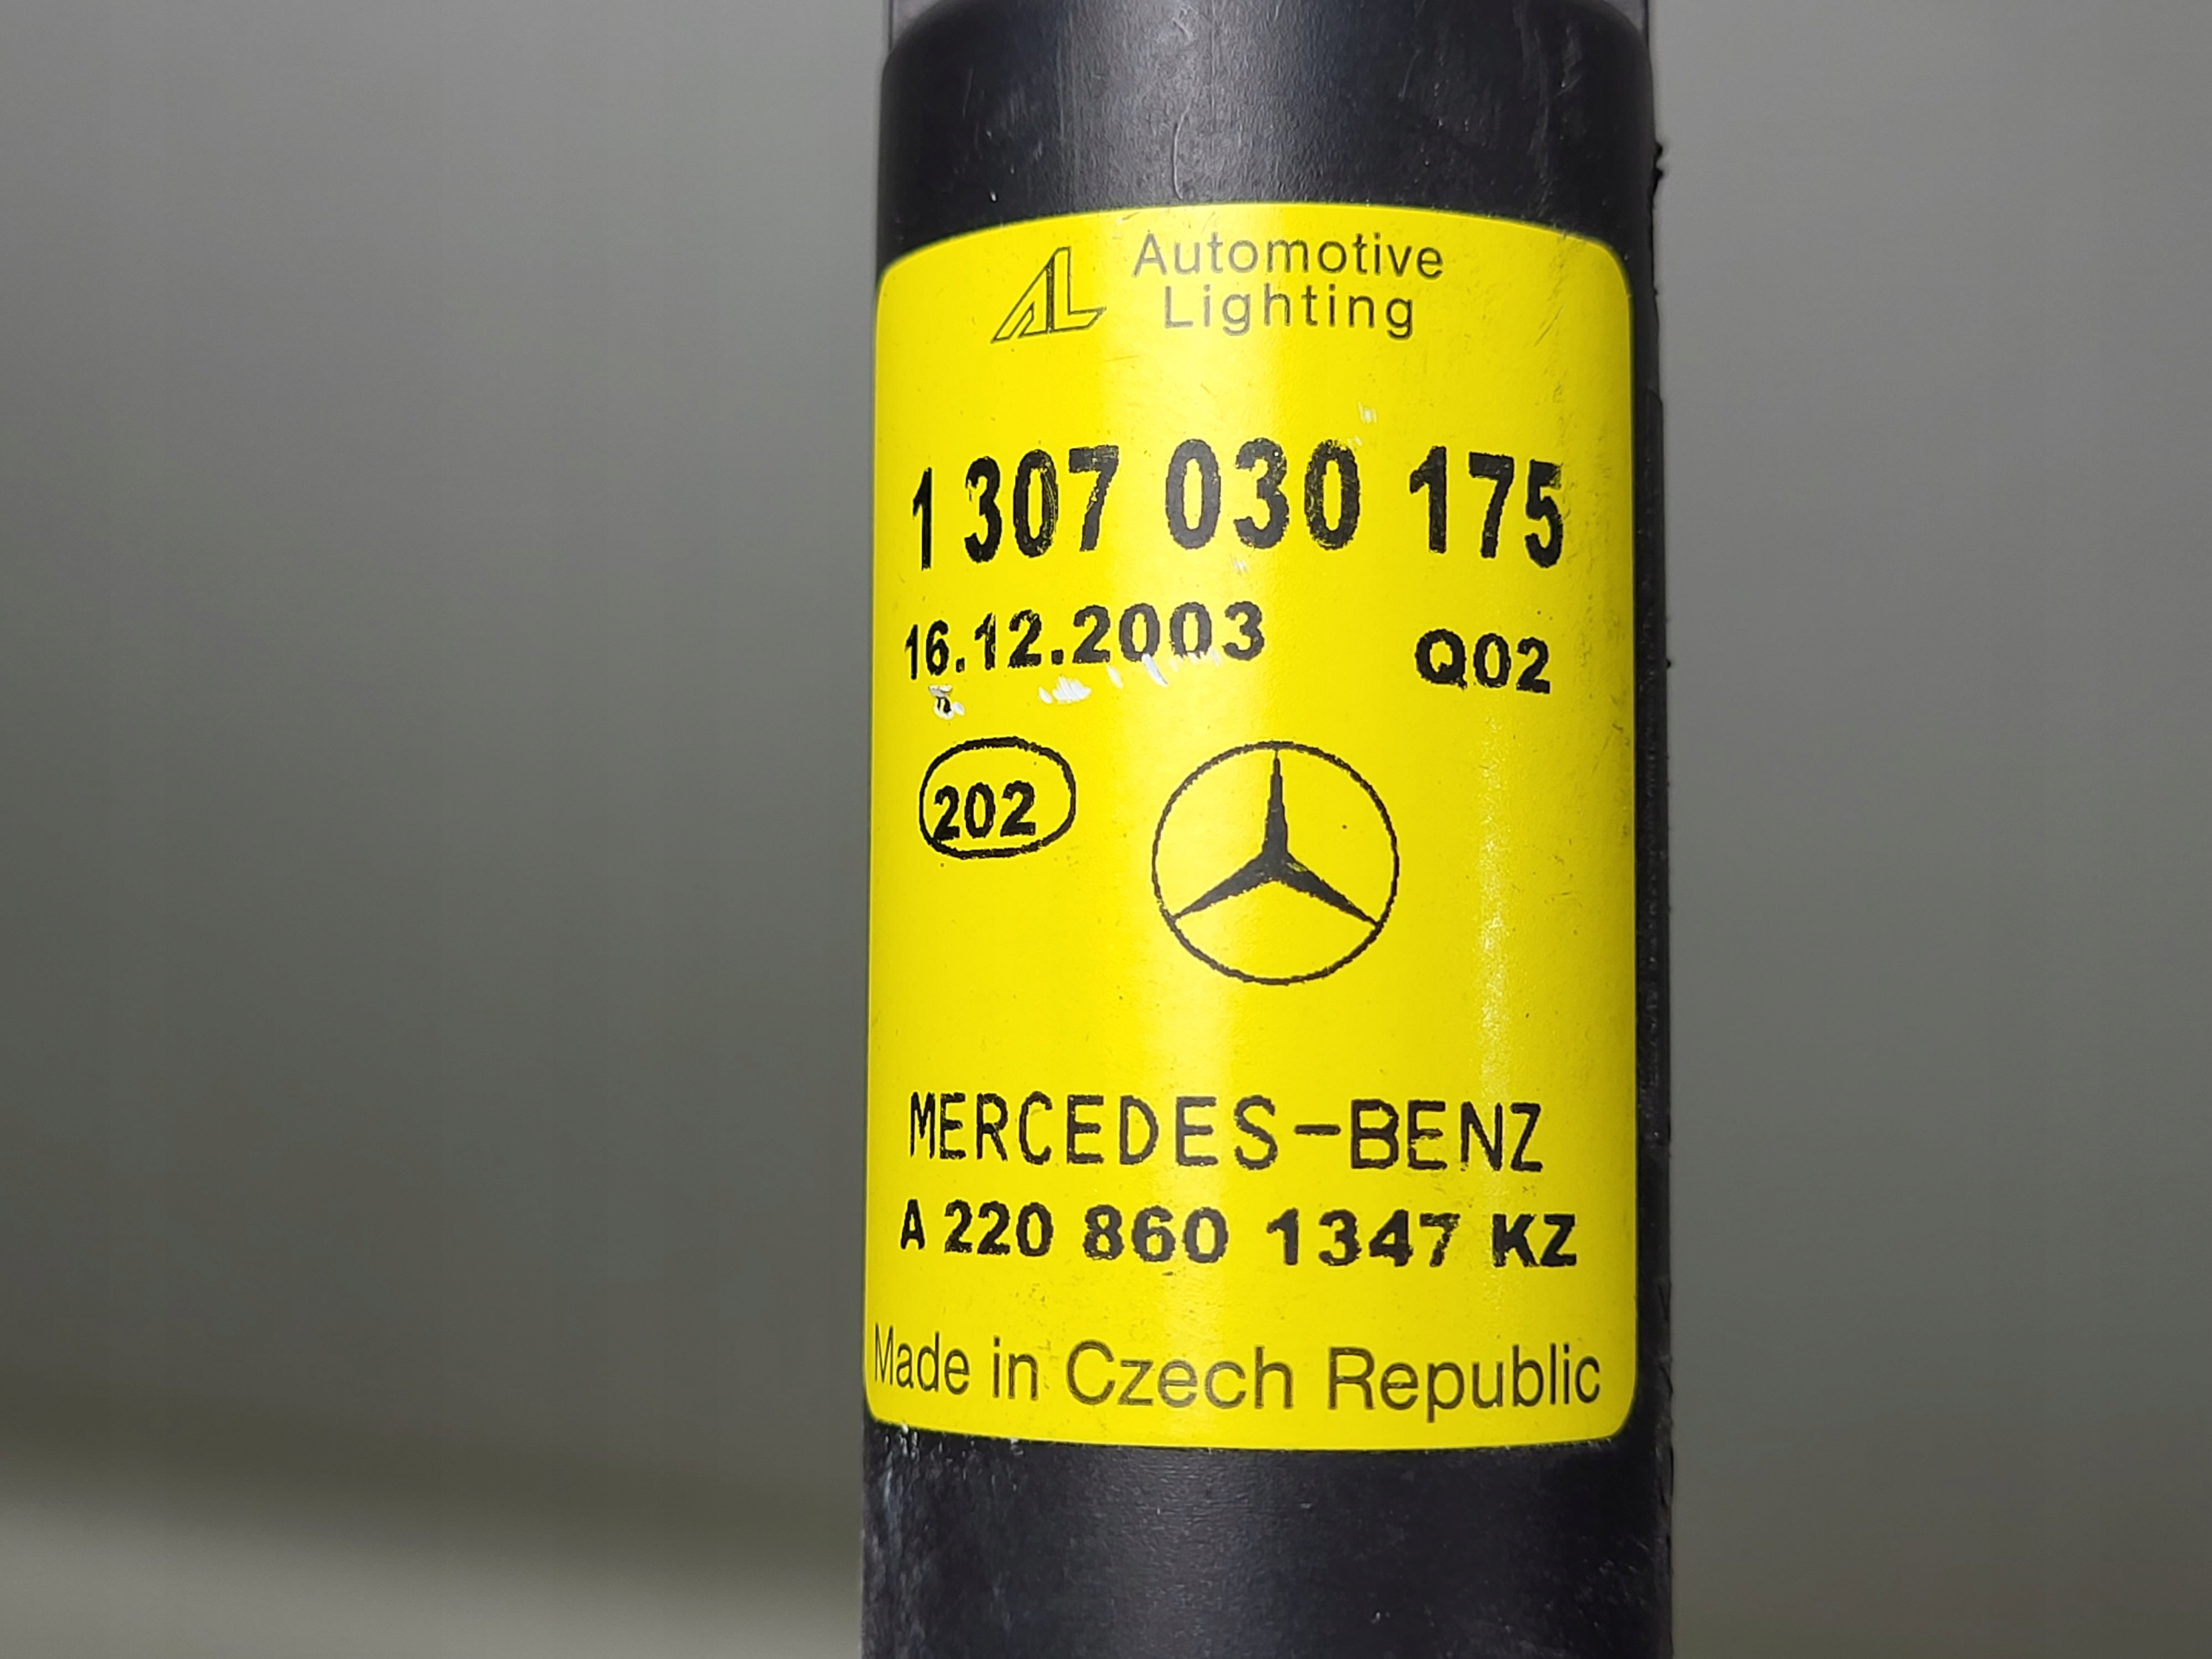 AL Automotive
Lighting
1 307 030 175
16.12.2003 Q02
202
MERCEDES-BENZ
A 220 860 1347 KZ
Made in Czech Republic